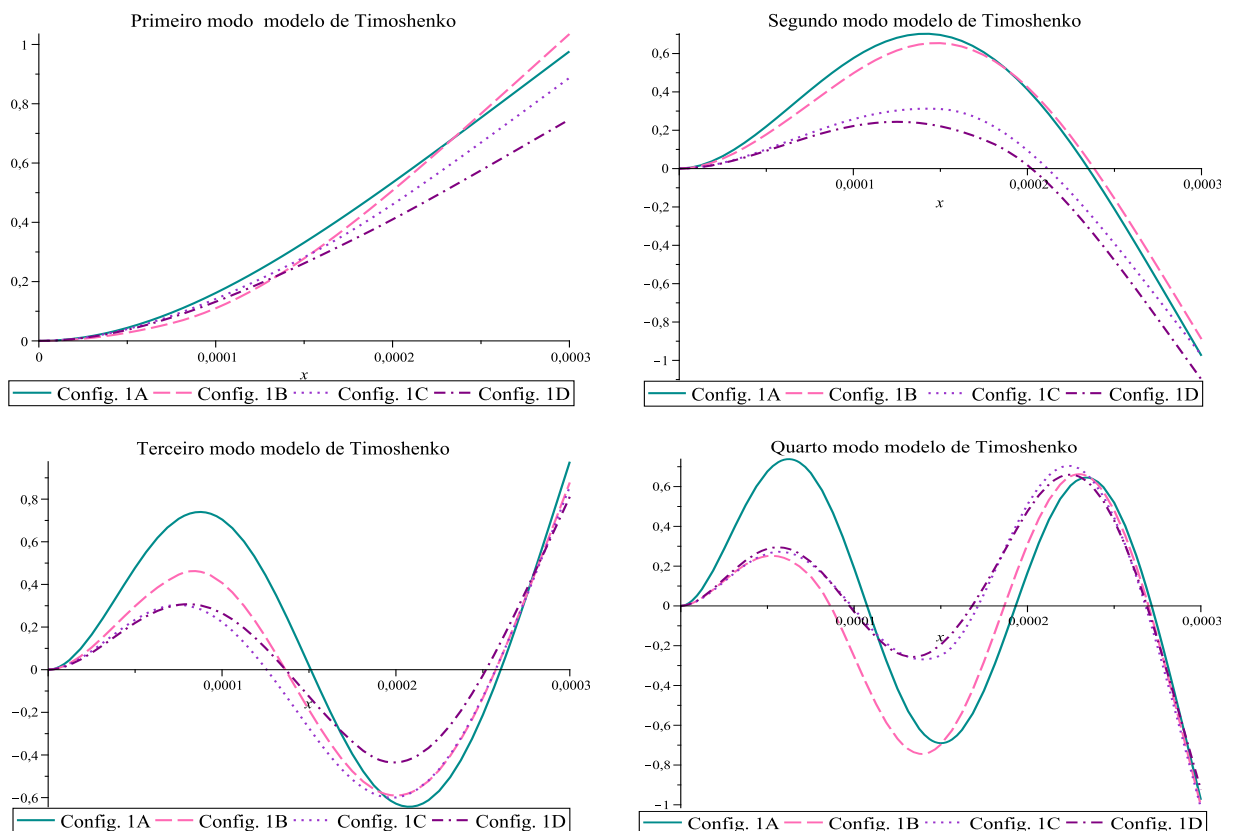 Primeiro modo modelo de Timoshenko
1
0,8
0,6
0,4
0,2
0
0 0,0001 0,0002 0,0003
x
Config. 1A Config. 1B Config. 1C Config. 1D
Segundo modo modelo de Timoshenko
0,6
0,4
0,2
0
0,0001 0,0002 0,0003
x
-0,2
-0,4
-0,6
-0,8
-1
Config. 1A Config. 1B Config. 1C Config. 1D
Terceiro modo modelo de Timoshenko
0,8
0,6
0,4
0,2
0
0,0001 0,0002 0,0003
x
-0,2
-0,4
-0,6
Config. 1A Config. 1B Config. 1C Config. 1D
Quarto modo modelo de Timoshenko
0,6
0,4
0,2
0
0,0001 0,0002 0,0003
x
-0,2
-0,4
-0,6
-0,8
-1
Config. 1A Config. 1B Config. 1C Config. 1D